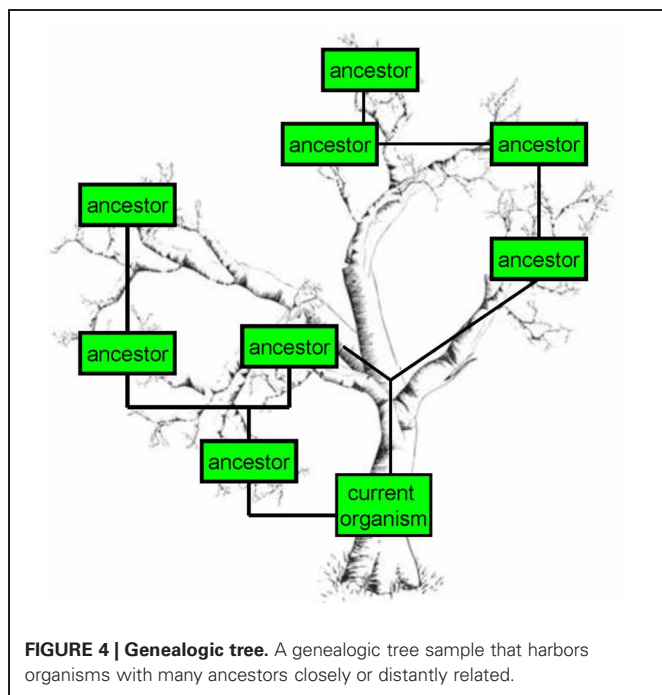 ancestor
ancestor
ancestor
ancestor
ancestor
ancestor
ancestor
ancestor
current
organism
FIGURE 4 | Genealogic tree. A genealogic tree sample that harbors
organisms with many ancestors closely or distantly related.